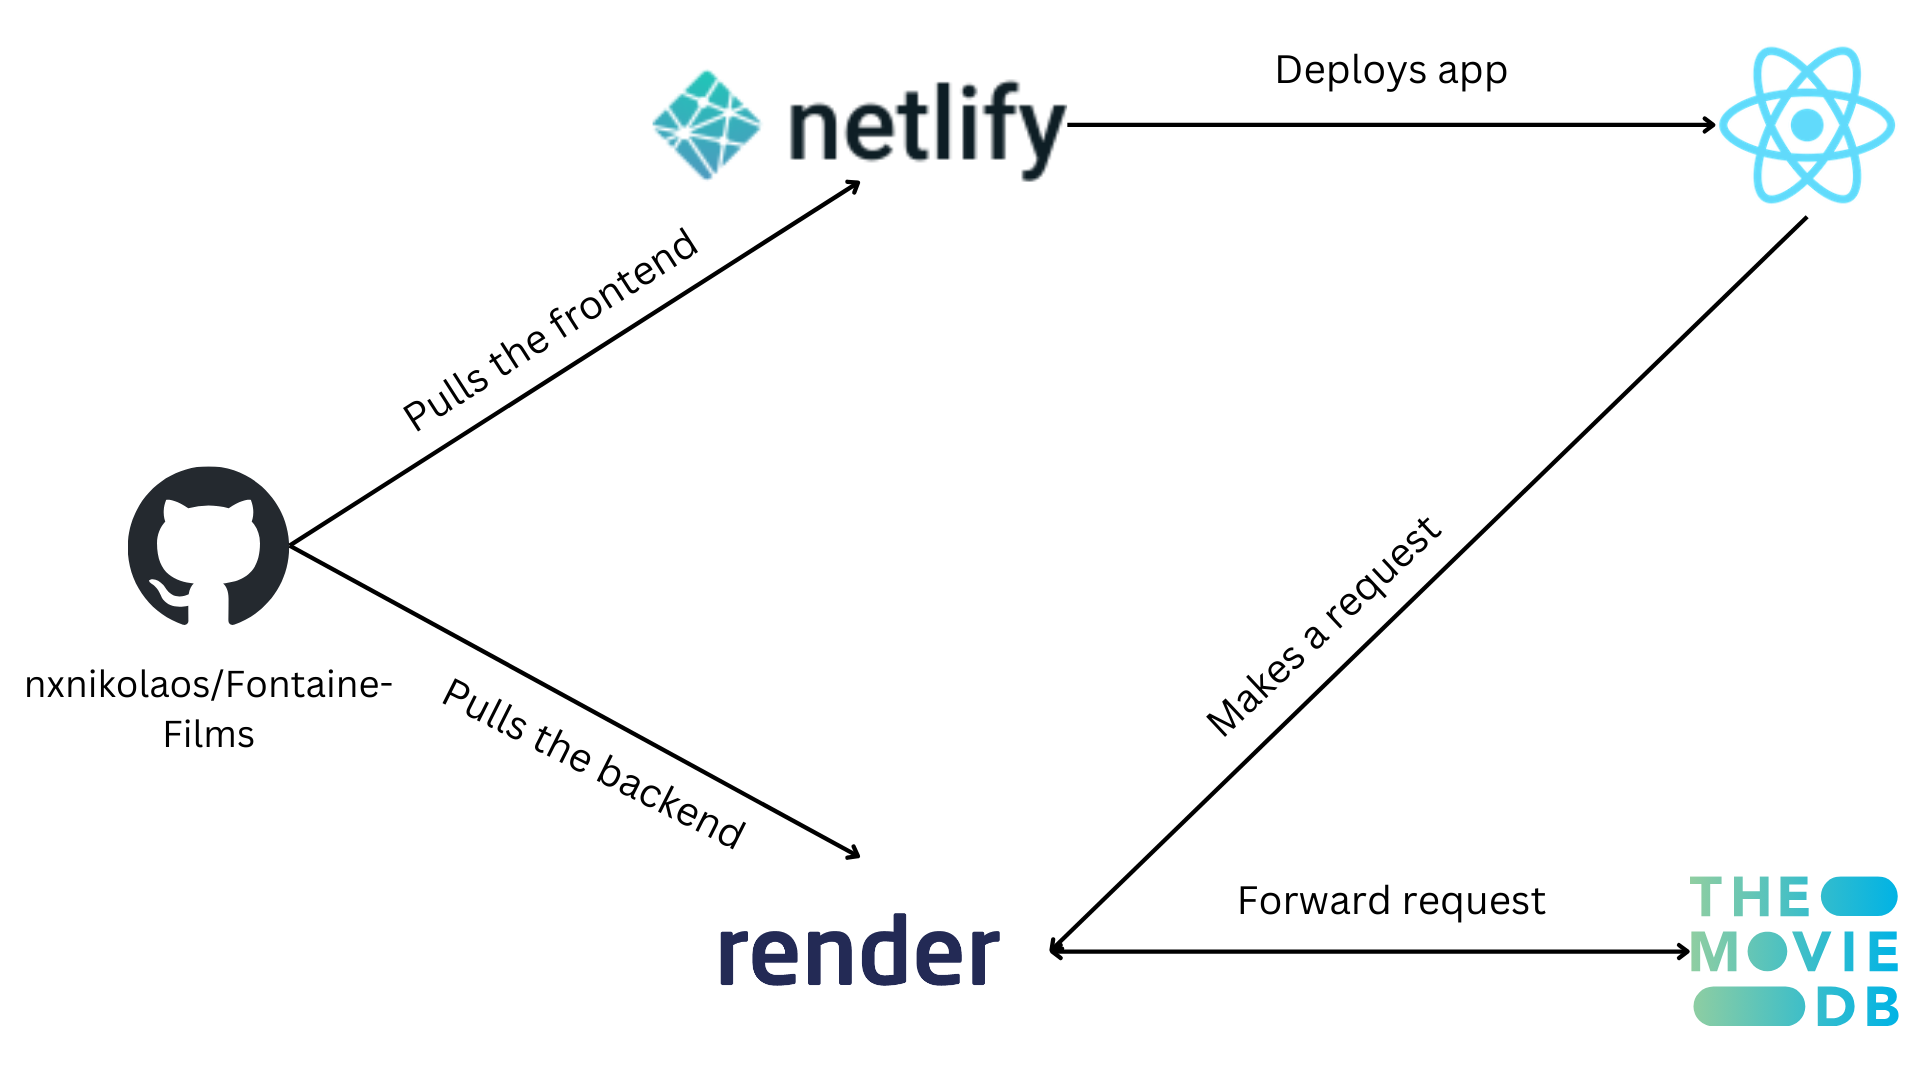 netlify
Deploys app
Pulls the frontend
nxnikolaos/Fontaine-
Films
Pulls the backend
Makes a request
render
Forward request
THE
MOVIE
DB